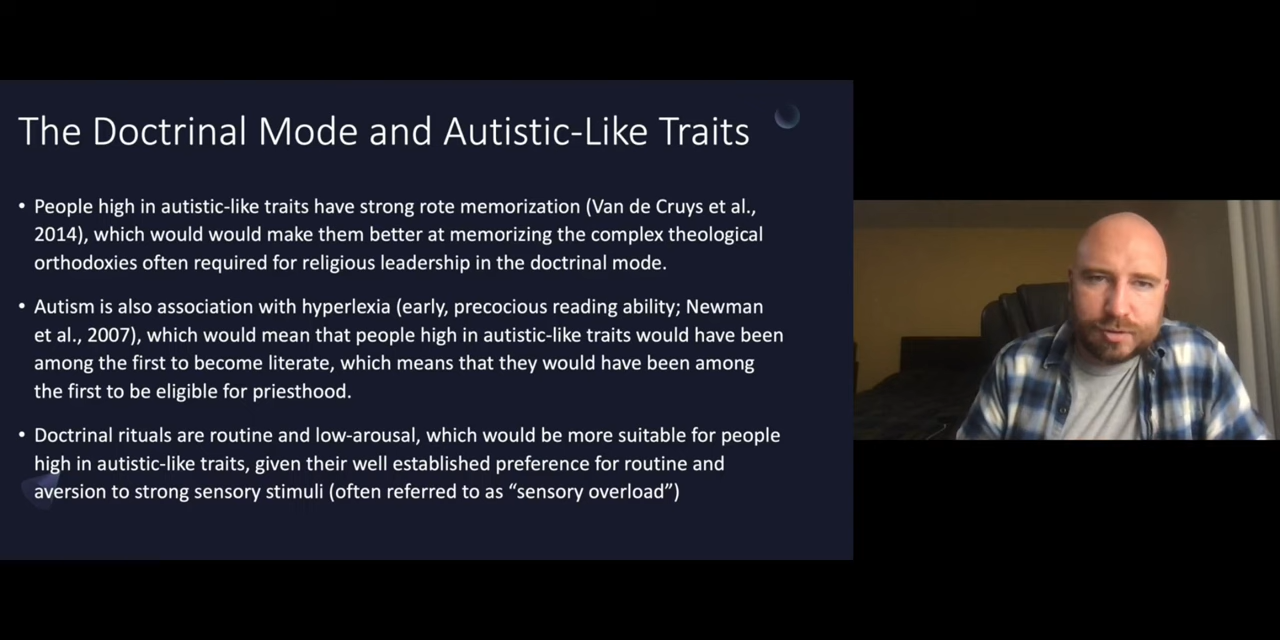 The Doctrinal Mode and Autistic-Like Traits
• People high in autistic-like traits have strong rote memorization (Van de Cruys et al.,
2014), which would would make them better at memorizing the complex theological
orthodoxies often required for religious leadership in the doctrinal mode.
• Autism is also association with hyperlexia (early, precocious reading ability; Newman
et al., 2007), which would mean that people high in autistic-like traits would have been
among the first to become literate, which means that they would have been among
the first to be eligible for priesthood.
• Doctrinal rituals are routine and low-arousal, which would be more suitable for people
high in autistic-like traits, given their well established preference for routine and
aversion to strong sensory stimuli (often referred to as “sensory overload”)